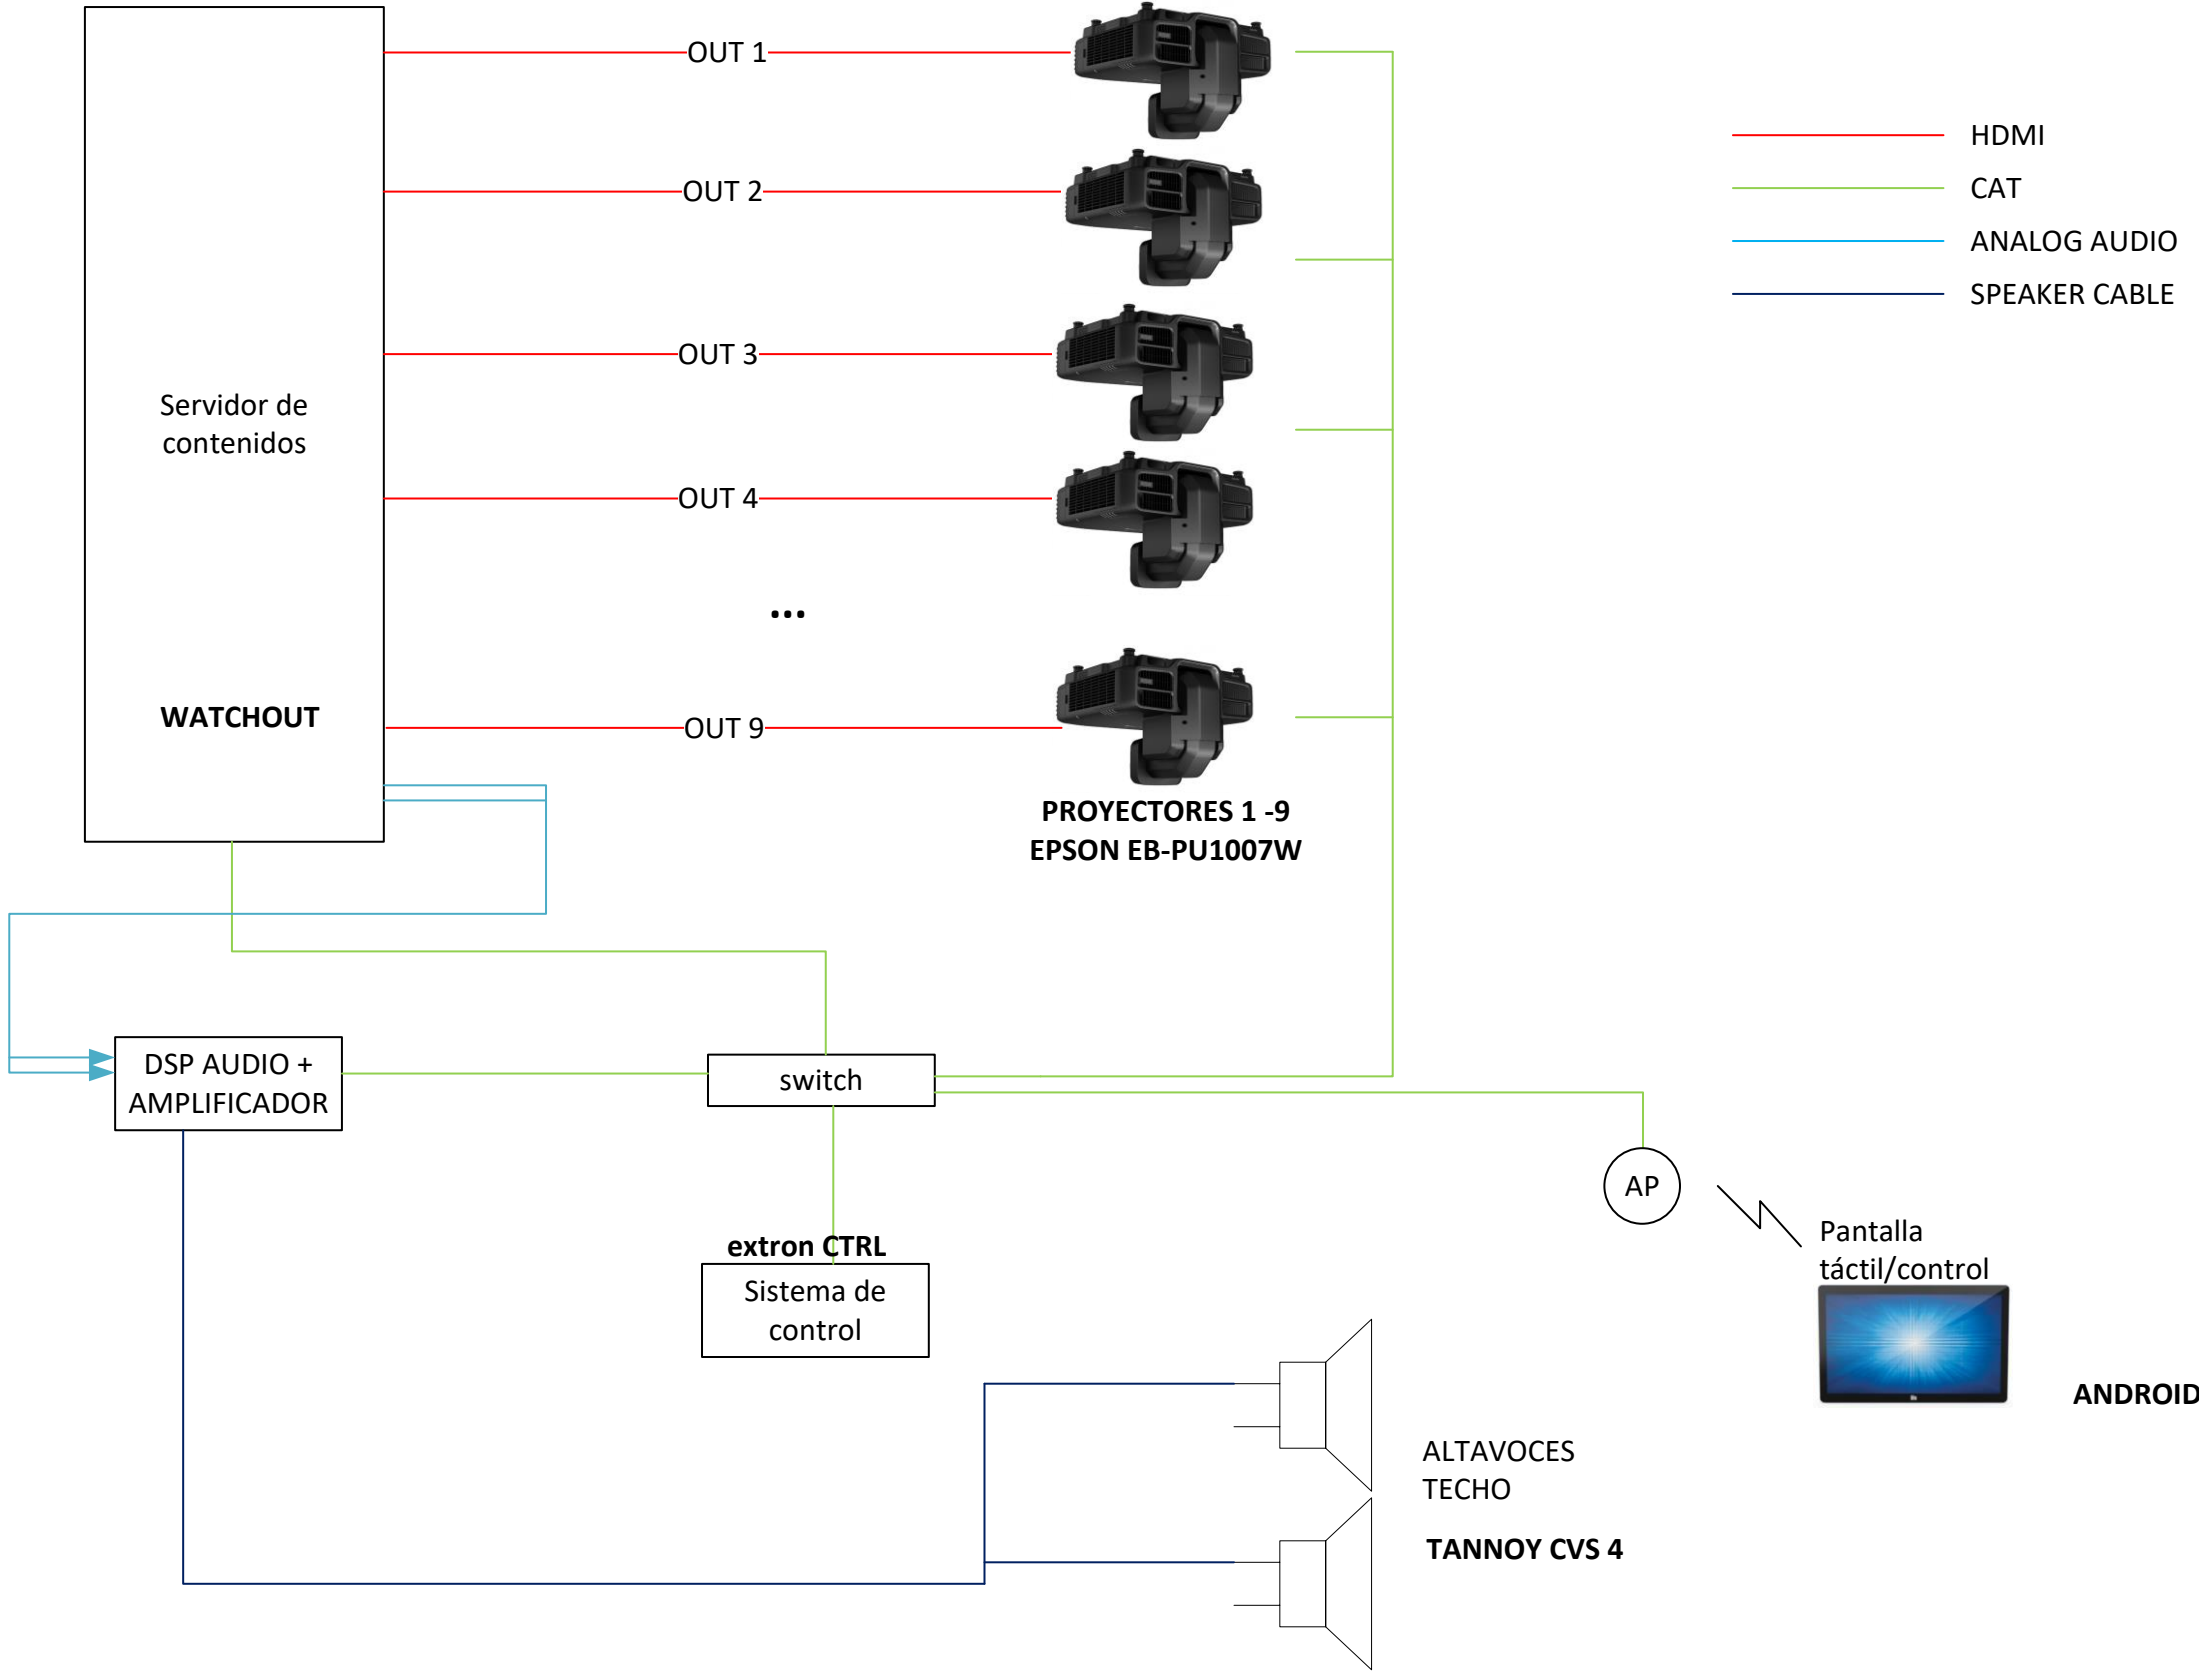 OUT 1
OUT 2
OUT 3
OUT 4
...
OUT 9
Servidor de
contenidos
WATCHOUT
HDMI
CAT
ANALOG AUDIO
SPEAKER CABLE
PROYECTORES 1 -9
EPSON EB-PU1007W
DSP AUDIO +
AMPLIFICADOR
switch
extron CTRL
Sistema de
control
AP
Pantalla
táctil/control
ANDROID
ALTAVOCES
TECHO
TANNOY CVS 4